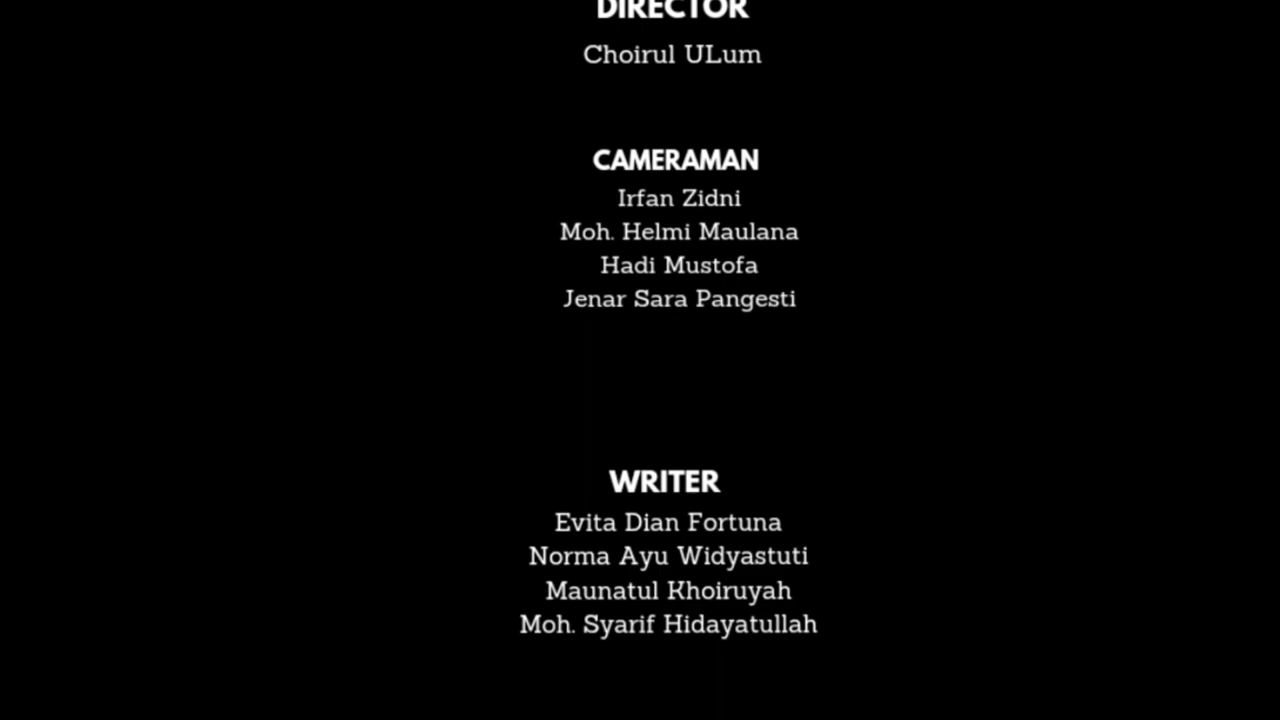 DIRECTOR
Choirul ULum
CAMERAMAN
Irfan Zidni
Moh. Helmi Maulana
Hadi Mustofa
Jenar Sara Pangesti
WRITER
Evita Dian Fortuna
Norma Ayu Widyastuti
Maunatul Khoiruyah
Moh. Syarif Hidayatullah